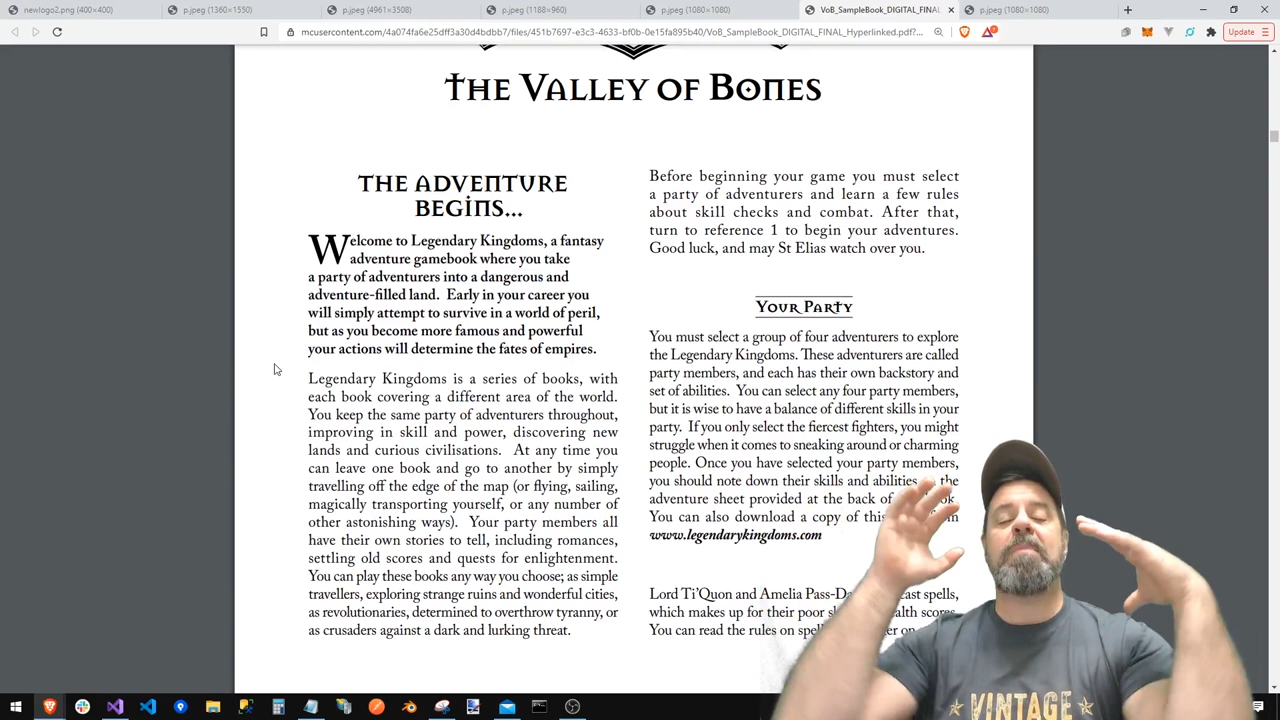 newlogo2.png (400×400)
p.jpeg (1360×1550)
p.jpeg (4961×3508)
p.jpeg (1188×960)
p.jpeg (1080×1080)
VoB_SampleBook_DIGITAL_FINAL
p.jpeg (1080×1080)
mcusercontent.com/4a074fa6e25dff3a30d4bdbb7/files/451b7697-e3c3-4633-bf0b-0e15fa895b40/VoB_SampleBook_DIGITAL_FINAL_Hyperlinked.pdf?...
Update
THE VALLEY OF BONES
THE ADVENTURE
BEGINS...
Welcome to Legendary Kingdoms, a fantasy
adventure gamebook where you take
a party of adventurers into a dangerous and
adventure-filled land. Early in your career you
will simply attempt to survive in a world of peril,
but as you become more famous and powerful
your actions will determine the fates of empires.
Legendary Kingdoms is a series of books, with
each book covering a different area of the world.
You keep the same party of adventurers throughout,
improving in skill and power, discovering new
lands and curious civilisations. At any time you
can leave one book and go to another by simply
travelling off the edge of the map (or flying, sailing,
magically transporting yourself, or any number of
other astonishing ways). Your party members all
have their own stories to tell, including romances,
settling old scores and quests for enlightenment.
You can play these books any way you choose; as simple
travellers, exploring strange ruins and wonderful cities,
as revolutionaries, determined to overthrow tyranny, or
as crusaders against a dark and lurking threat.
Before beginning your game you must select
a party of adventurers and learn a few rules
about skill checks and combat. After that,
turn to reference 1 to begin your adventures.
Good luck, and may St Elias watch over you.
YOUR PARTY
You must select a group of four adventurers to explore
the Legendary Kingdoms. These adventurers are called
party members, and each has their own backstory and
set of abilities. You can select any four party members,
but it is wise to have a balance of different skills in your
party. If you only select the fiercest fighters, you might
struggle when it comes to sneaking around or charming
people. Once you have selected your party members,
you should note down their skills and abilities the
adventure sheet provided at the back of
You can also download a copy of this
www.legendarykingdoms.com
Lord Ti'Quon and Amelia Pass-Da cast spells,
which makes up for their poor health scores.
You can read the rules on
VINTAGE